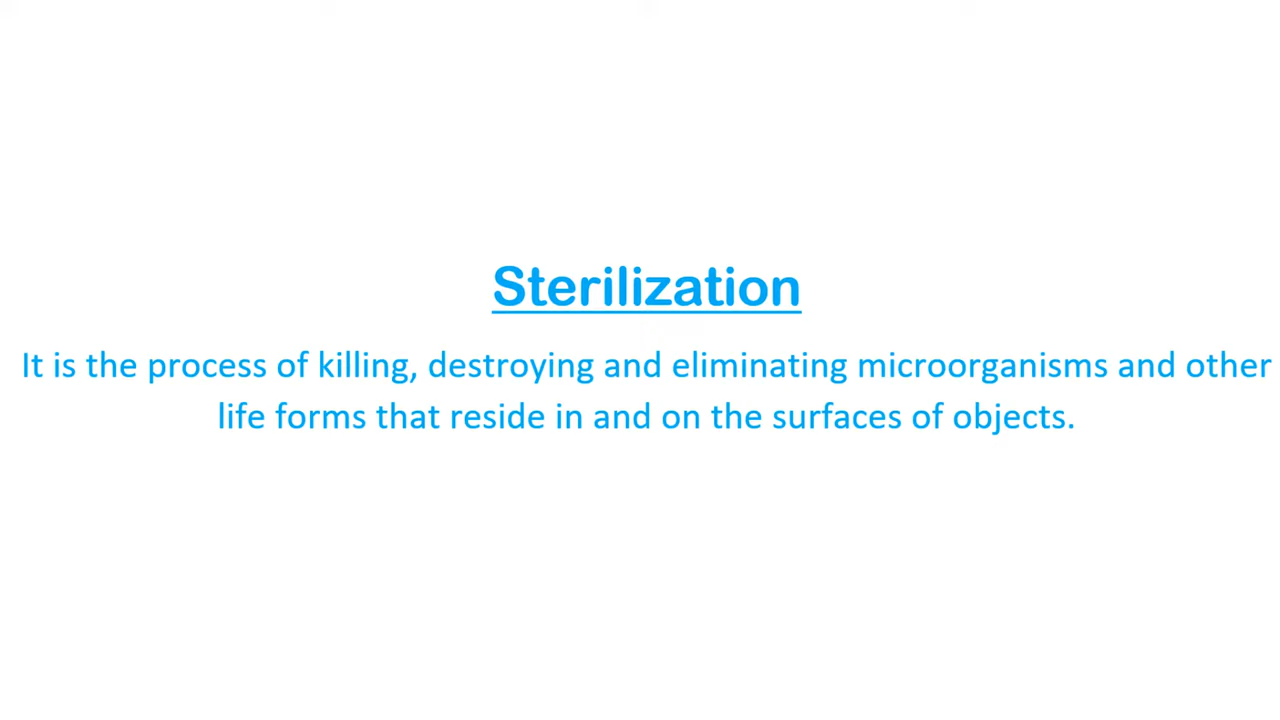 Sterilization
It is the process of killing, destroying and eliminating microorganisms and other
life forms that reside in and on the surfaces of objects.